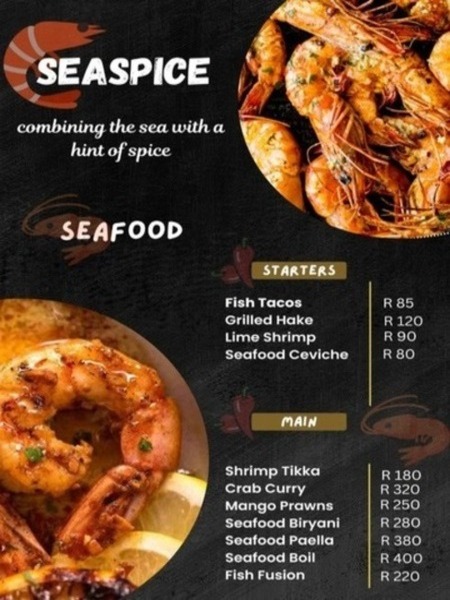 SEASPICE
combining the sea with a
hint of spice
SEAFOOD
STARTERS
Fish Tacos R 85
Grilled Hake R 120
Lime Shrimp R 90
Seafood Ceviche R 80
MAIN
Shrimp Tikka R 180
Crab Curry R 320
Mango Prawns R 250
Seafood Biryani R 280
Seafood Paella R 380
Seafood Boil R 400
Fish Fusion R 220